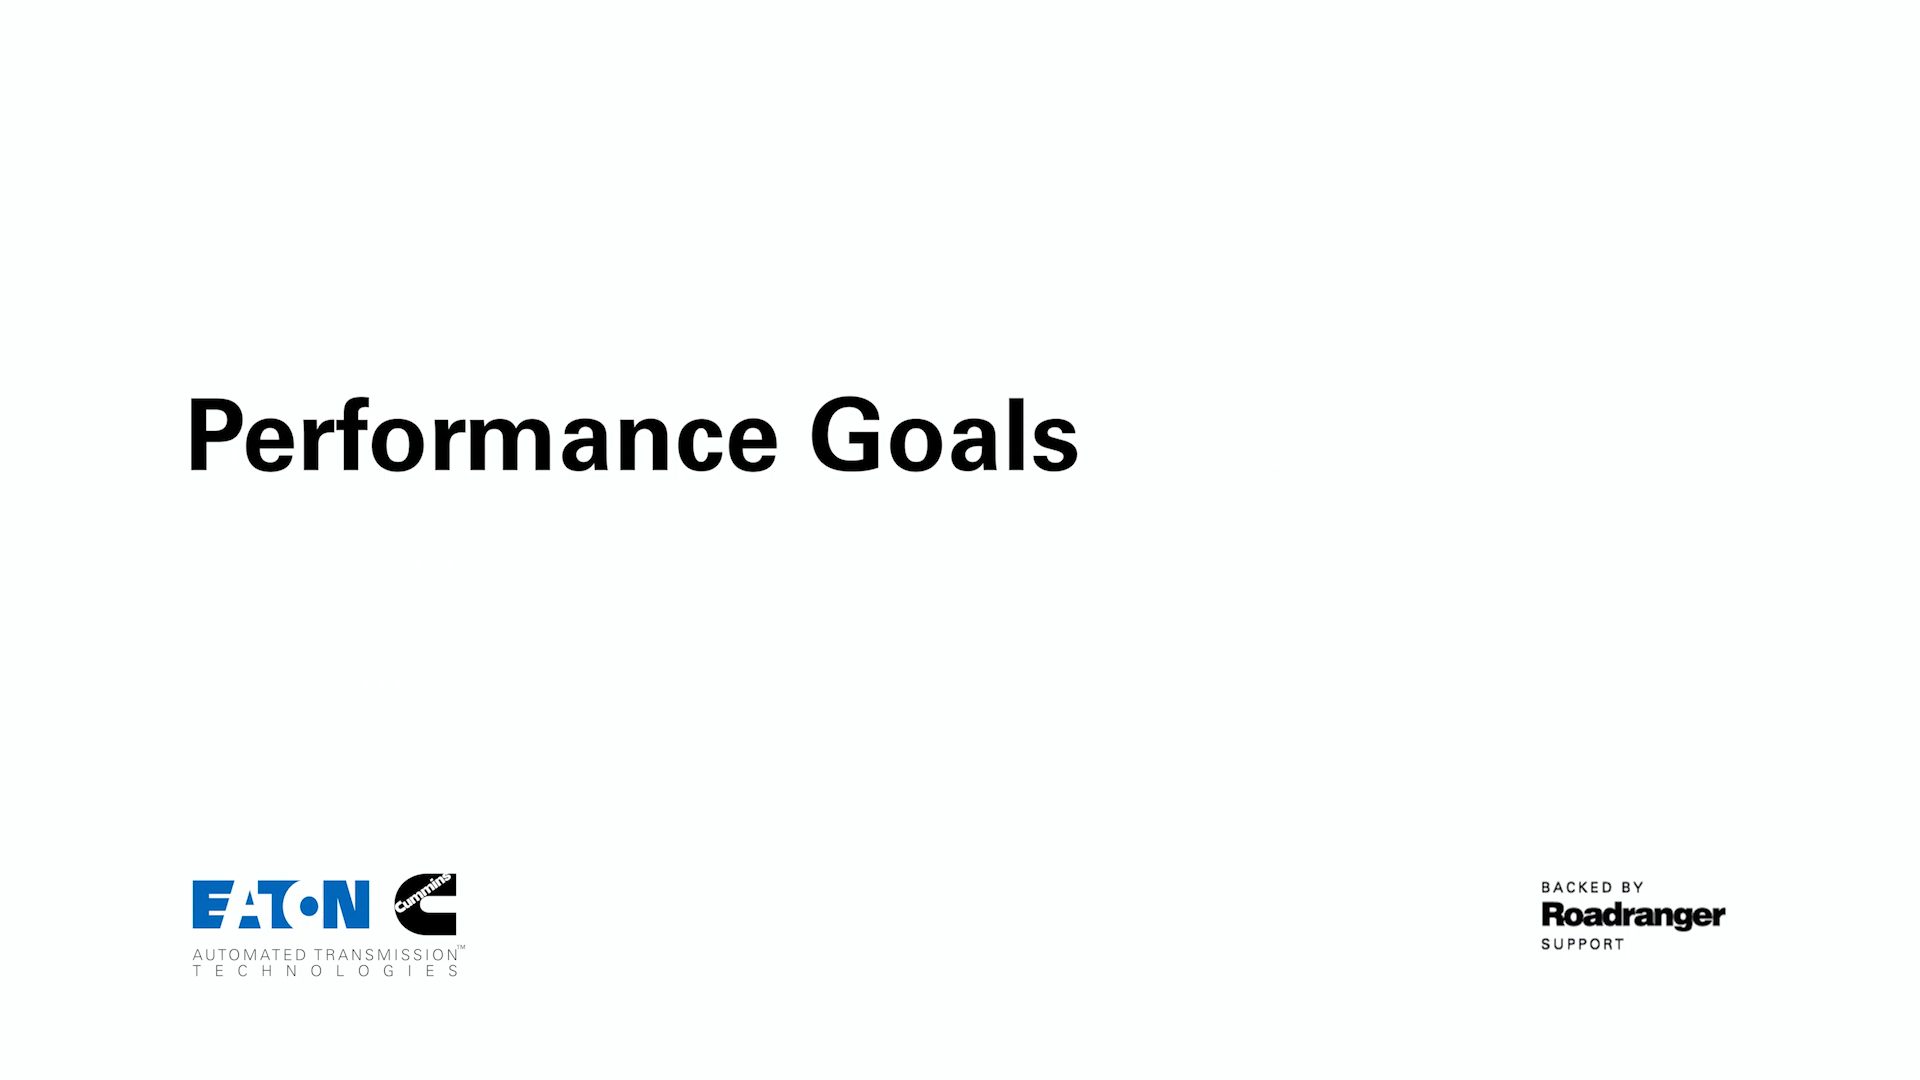 Performance Goals
EATON Cummins
AUTOMATED TRANSMISSION™
TECHNOLOGIES
BACKED BY
Roadranger
SUPPORT